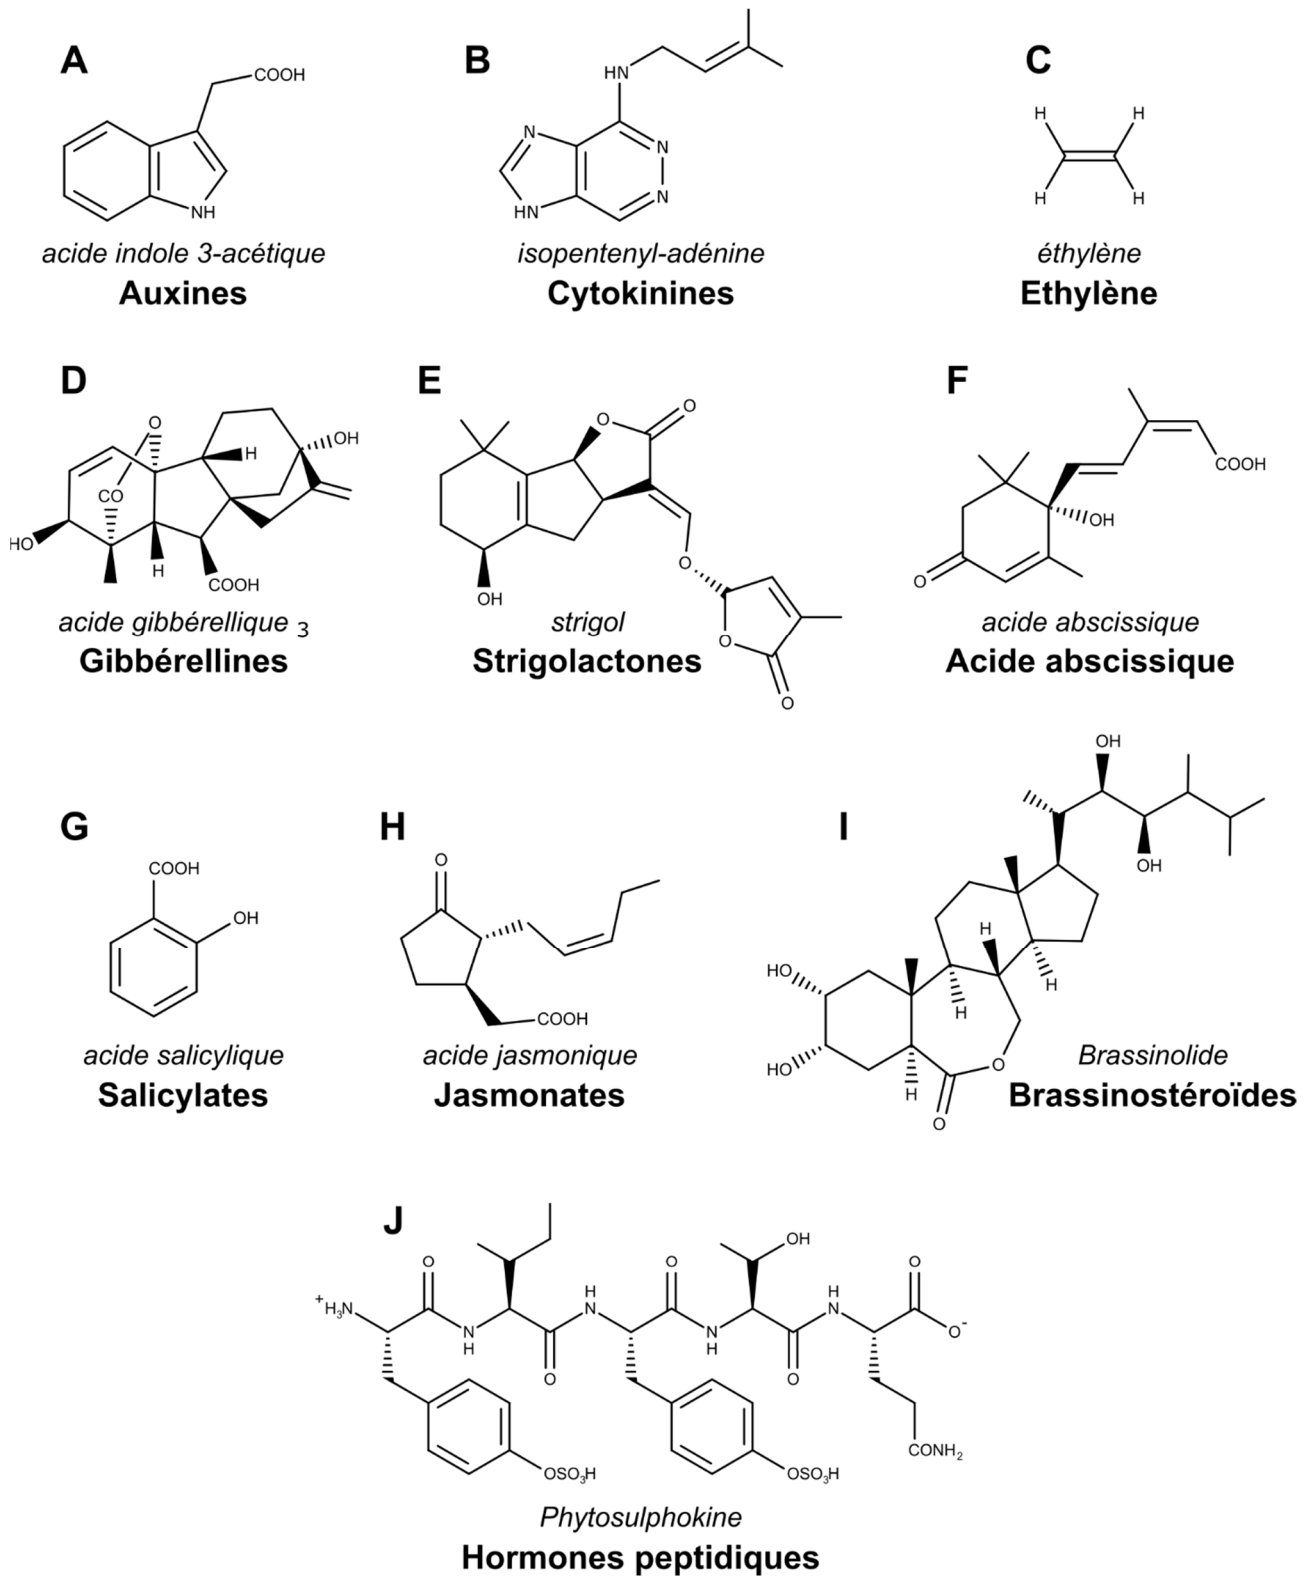 A
COOH
NH
acide indole 3-acétique
Auxines
B
HN
N
N
N
HN
isopentenyl-adénine
Cytokinines
C
H
H
H
H
éthylène
Ethylène
D
O
OH
H
CO
HO
H
COOH
acide gibbérellique 3
Gibbérellines
E
O
O
O
OH
O
O
strigol
Strigolactones
F
COOH
OH
O
acide abscissique
Acide abscissique
G
COOH
OH
acide salicylique
Salicylates
H
O
COOH
acide jasmonique
Jasmonates
I
OH
OH
H
HO
H
H
HO
O
H
O
Brassinolide
Brassinostéroïdes
J
O
OH
O
O
+H3N
H
N
H
N
O-
N
H
N
H
O
O
CONH2
OSO3H
OSO3H
Phytosulphokine
Hormones peptidiques